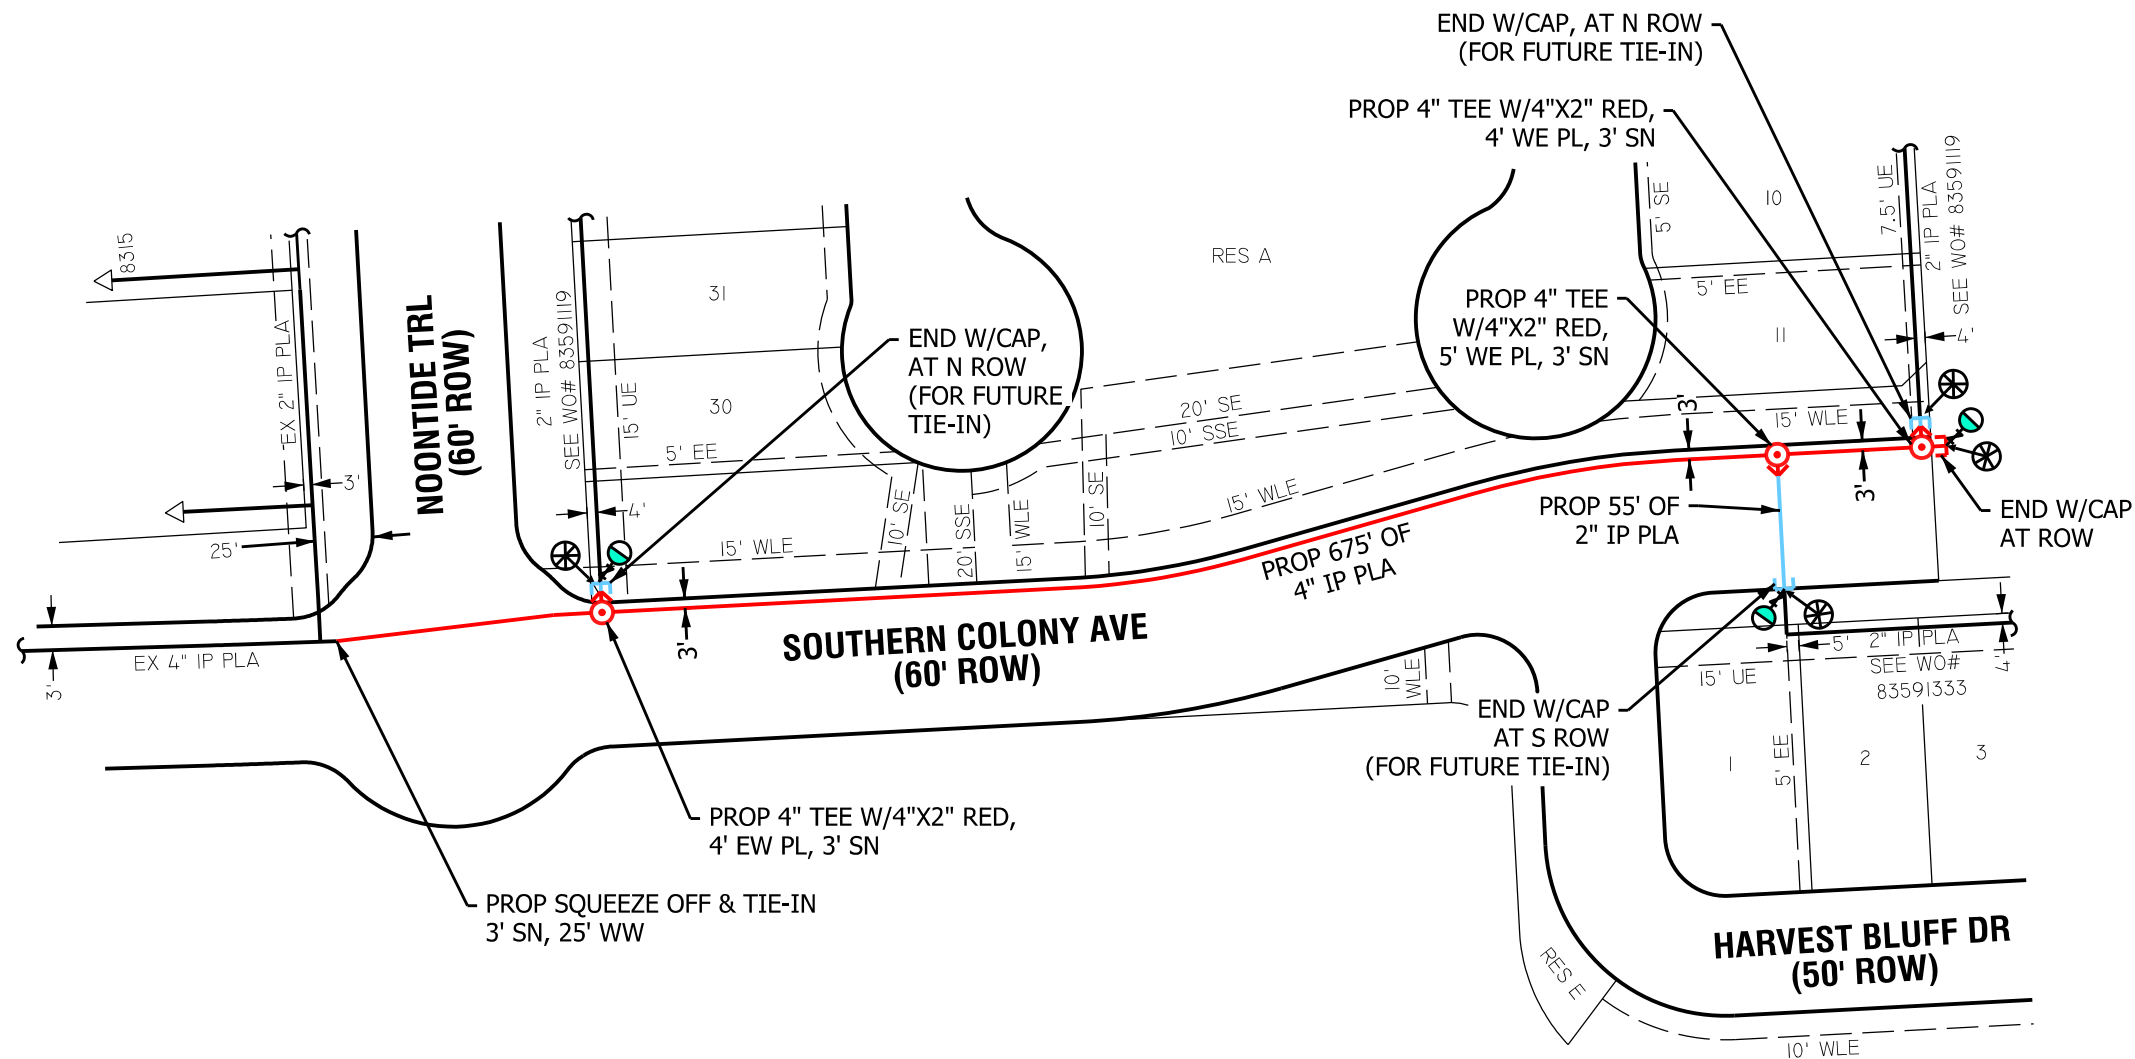 END W/CAP, AT N ROW
(FOR FUTURE TIE-IN)
PROP 4" TEE W/4"X2" RED,
4' WE PL, 3' SN
8315
EX 2" IP PLA
3'
25'
NOONTIDE TRL
(60' ROW)
2" IP PLA
SEE WO# 83591119
15' UE
4'
31
30
5' EE
END W/CAP,
AT N ROW
(FOR FUTURE
TIE-IN)
RES A
20' SE
10' SSE
15' WLE
10' SE
20' SSE
15' WLE
10' SE
15' WLE
PROP 4" TEE
W/4"X2" RED,
5' WE PL, 3' SN
5' SE
10
5' EE
11
7.5' UE
2" IP PLA
SEE WO# 83591119
4'
15' WLE
3'
3'
PROP 55' OF
2" IP PLA
END W/CAP
AT ROW
PROP 675' OF
4" IP PLA
EX 4" IP PLA
3'
3'
SOUTHERN COLONY AVE
(60' ROW)
10'
WLE
END W/CAP
AT S ROW
(FOR FUTURE TIE-IN)
5'
2" IP PLA
SEE WO#
83591333
4'
15' UE
5' EE
1
2
3
PROP 4" TEE W/4"X2" RED,
4' EW PL, 3' SN
PROP SQUEEZE OFF & TIE-IN
3' SN, 25' WW
HARVEST BLUFF DR
(50' ROW)
RES E
10' WLE